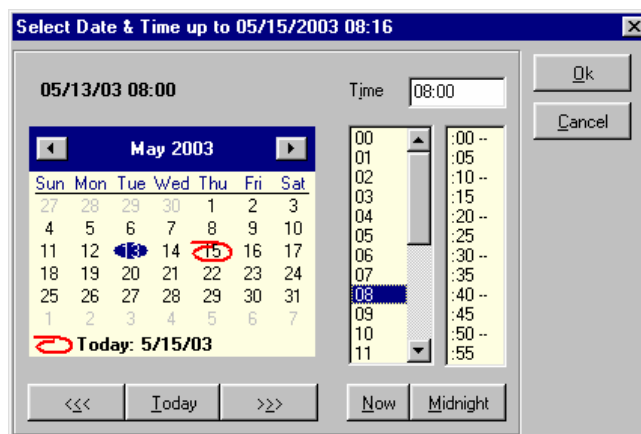 Select Date & Time up to 05/15/2003 08:16
05/13/03 08:00
Time 08:00
Ok
Cancel
May 2003
Sun Mon Tue Wed Thu Fri Sat
27 28 29 30 1 2 3
4 5 6 7 8 9 10
11 12 13 14 15 16 17
18 19 20 21 22 23 24
25 26 27 28 29 30 31
1 2 3 4 5 6 7
Today: 5/15/03
00
01
02
03
04
05
06
07
08
09
10
11
:00 --
:05
:10 --
:15
:20 --
:25
:30 --
:35
:40 --
:45
:50 --
:55
<<< Today >>> Now Midnight